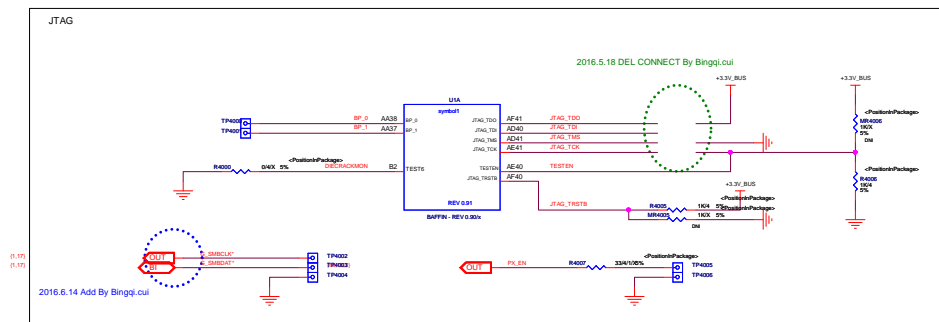 JTAG
2016.5.18 DEL CONNECT By Bingqi.cui
+3.3V_BUS
+3.3V_BUS
U1A
symbol1
BP_0
AA38
BP_0
BP_1
AA37
BP_1
JTAG_TDO
AF41
JTAG_TDO
JTAG_TDI
AD40
JTAG_TDI
JTAG_TMS
AD41
JTAG_TMS
JTAG_TCK
AE41
JTAG_TCK
<PositionInPackage>
MR4006
1K/X
5%
DNI
<PositionInPackage>
R4000
0/4/X 5%
DIECRACKMON
B2
TEST6
TESTEN
AE40
TESTEN
JTAG_TRSTB
AF40
<PositionInPackage>
R4006
1K/4
5%
+3.3V_BUS
REV 0.91
BAFFIN - REV 0.90/x
JTAG_TRSTB
<PositionInPackage>
R4005
1K/4 5%
<PositionInPackage>
MR4005
1K/X 5%
DNI
(1,17)
OUT
_SMBCLK*
TP4002
(1,17)
BI
_SMBDAT*
TP4003
TP4004
OUT
PX_EN
R4007
<PositionInPackage>
TP4005
TP4006
2016.6.14 Add By Bingqi.cui